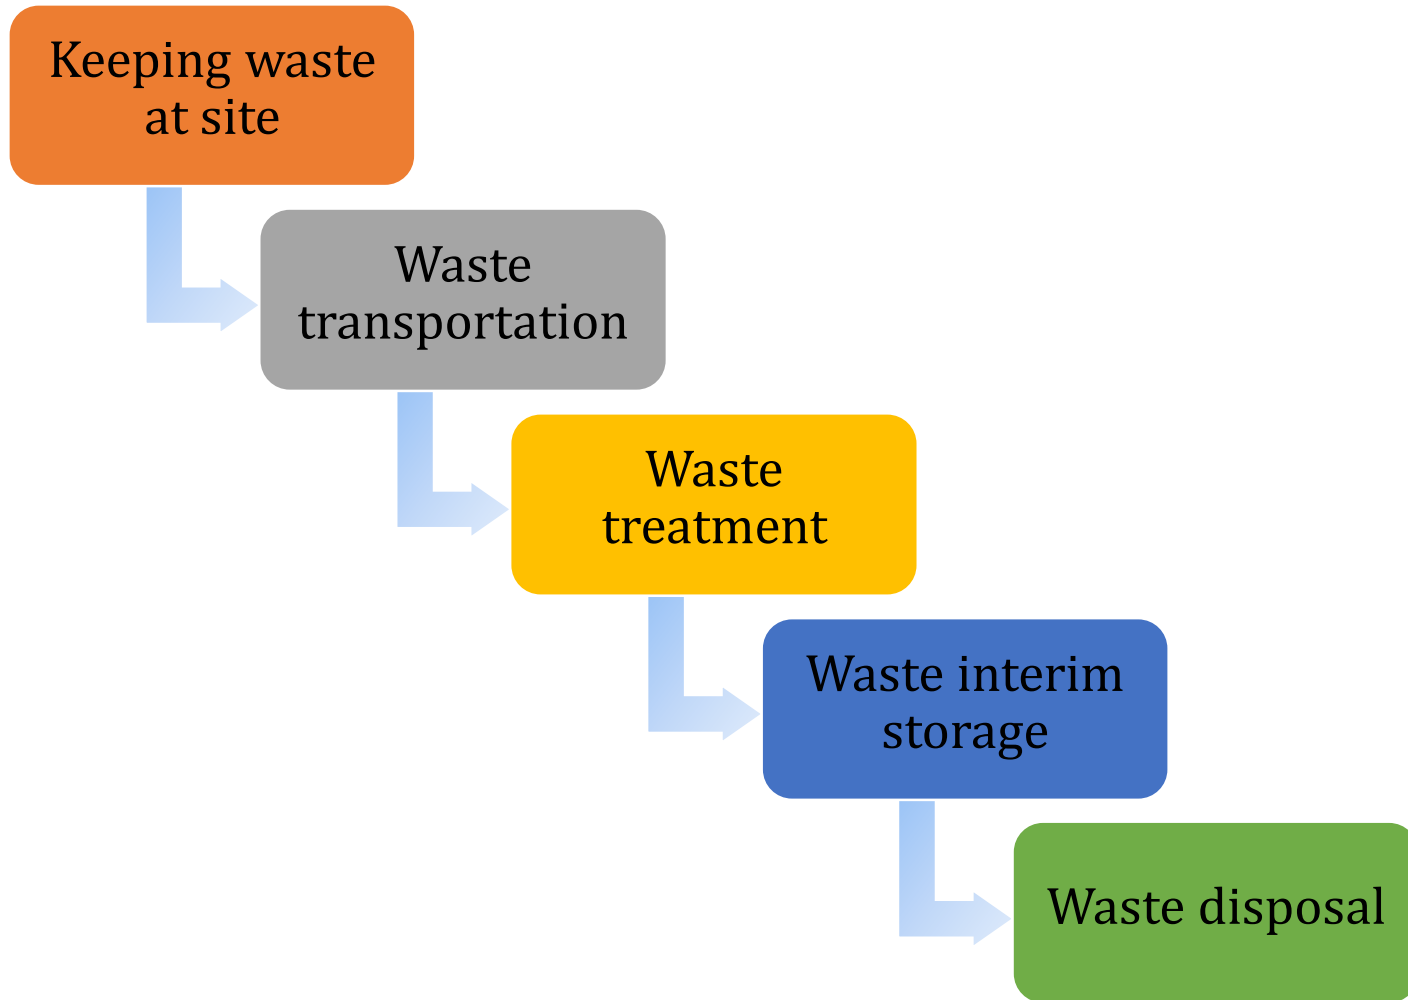 Keeping waste
at site
Waste
transportation
Waste
treatment
Waste interim
storage
Waste disposal